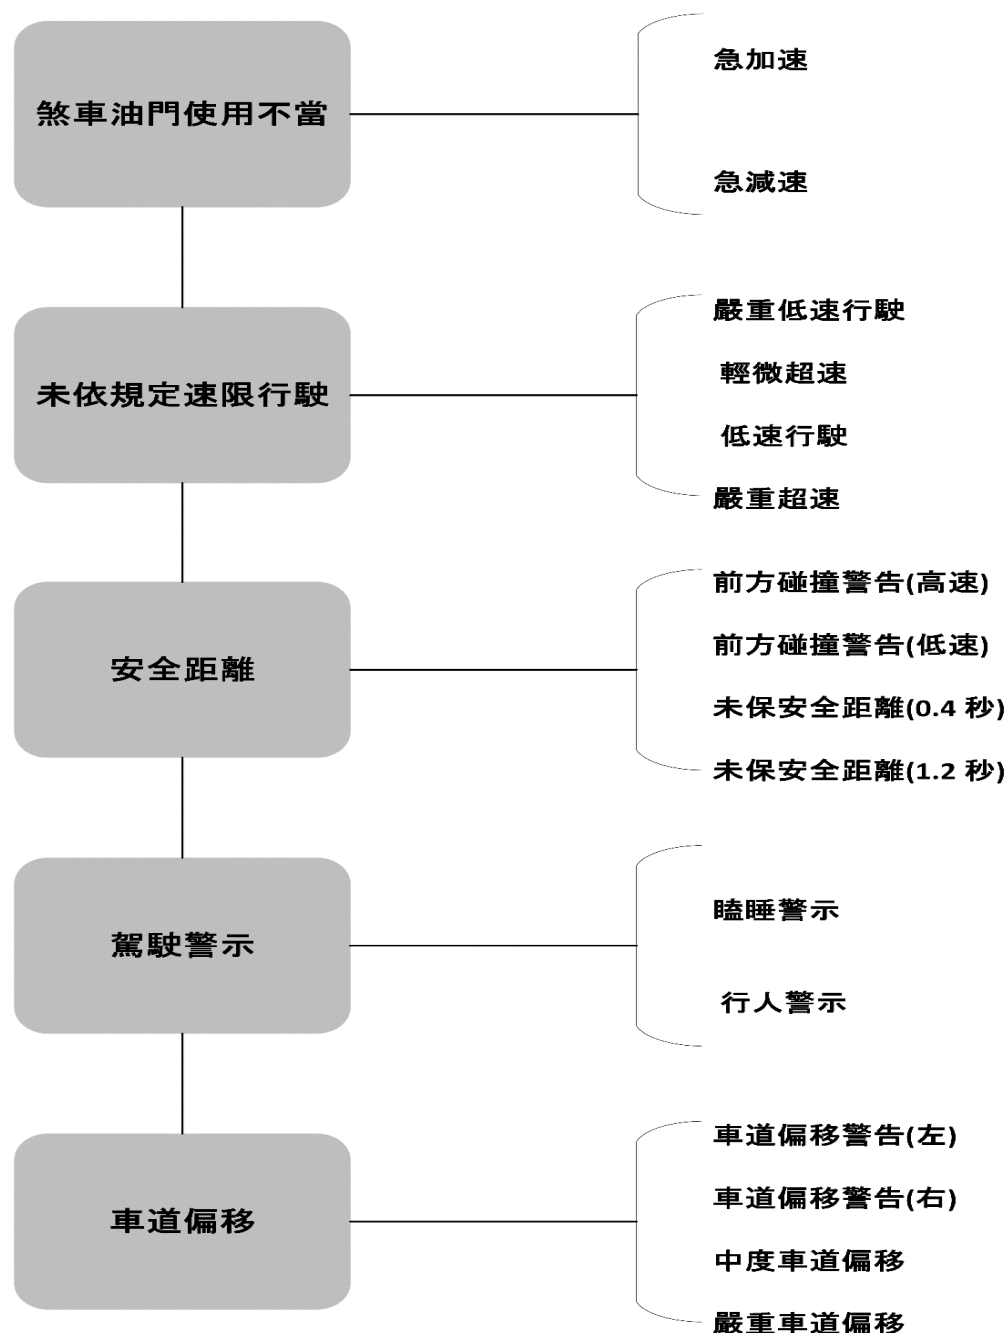 煞車油門使用不當
急加速
急減速
未依規定速限行駛
嚴重低速行駛
輕微超速
低速行駛
嚴重超速
安全距離
前方碰撞警告(高速)
前方碰撞警告(低速)
未保安全距離(0.4 秒)
未保安全距離(1.2 秒)
駕駛警示
瞌睡警示
行人警示
車道偏移
車道偏移警告(左)
車道偏移警告(右)
中度車道偏移
嚴重車道偏移